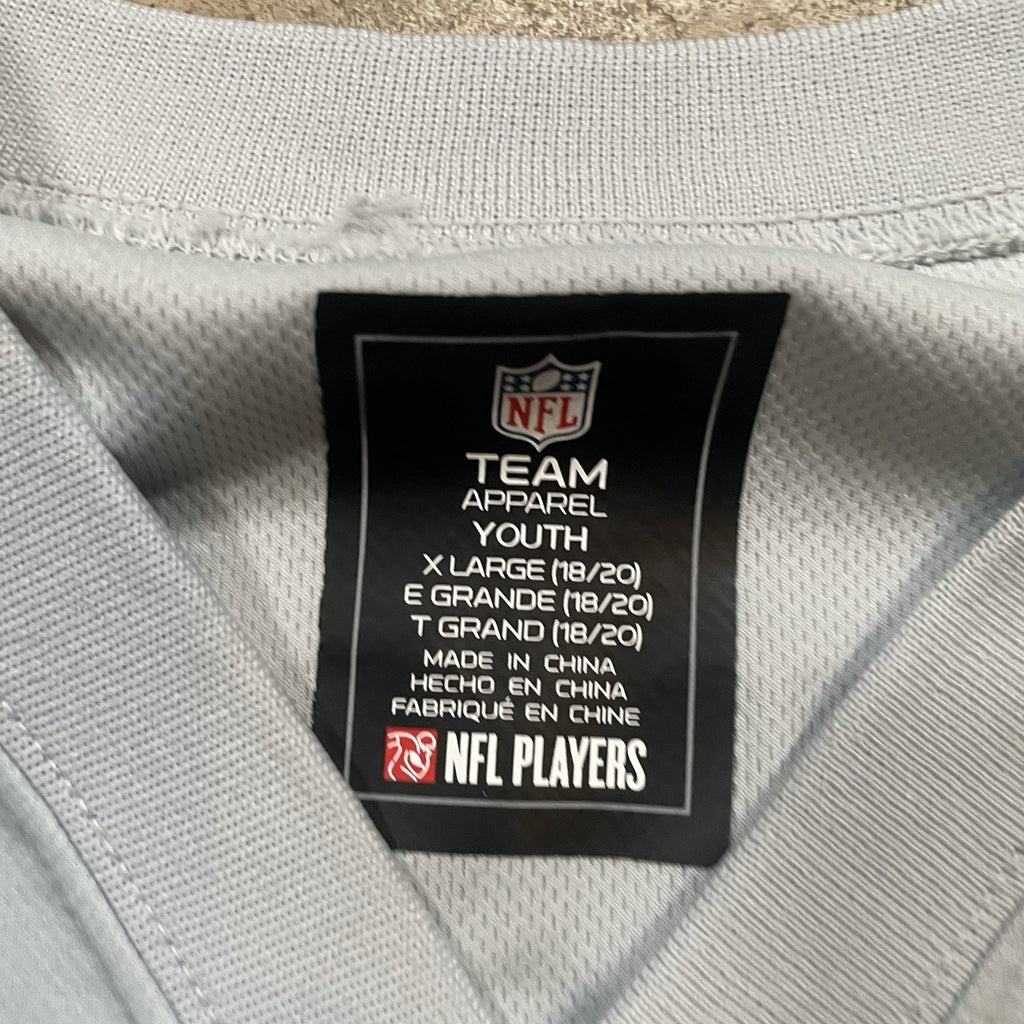 NFL
TEAM
APPAREL
YOUTH
X LARGE (18/20)
E GRANDE (18/20)
T GRAND (18/20)
MADE IN CHINA
HECHO EN CHINA
FABRIQUÉ EN CHINE
NFL PLAYERS